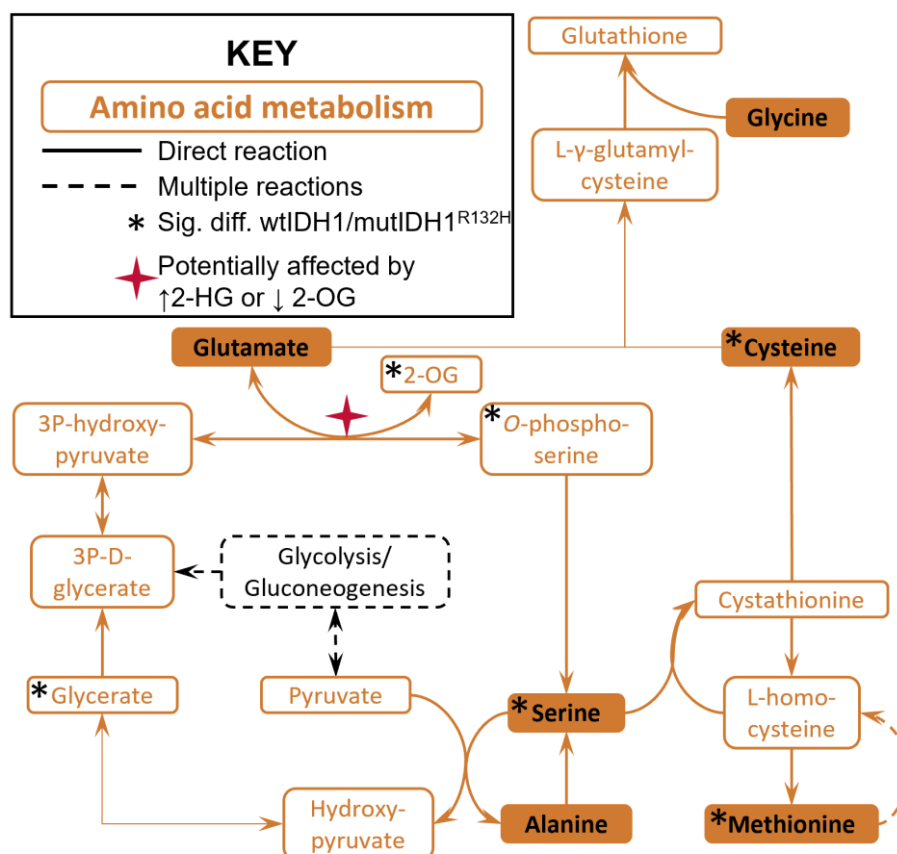 KEY
Amino acid metabolism
Direct reaction
Multiple reactions
* Sig. diff. wtIDH1/mutIDH1R132H
Potentially affected by
↑2-HG or ↓ 2-OG
Glutathione
Glycine
L-γ-glutamyl-
cysteine
Glutamate
*2-OG
*Cysteine
3P-hydroxy-
pyruvate
*O-phospho-
serine
3P-D-
glycerate
Glycolysis/
Gluconeogenesis
Cystathionine
*Glycerate
Pyruvate
*Serine
L-homo-
cysteine
Hydroxy-
pyruvate
Alanine
*Methionine